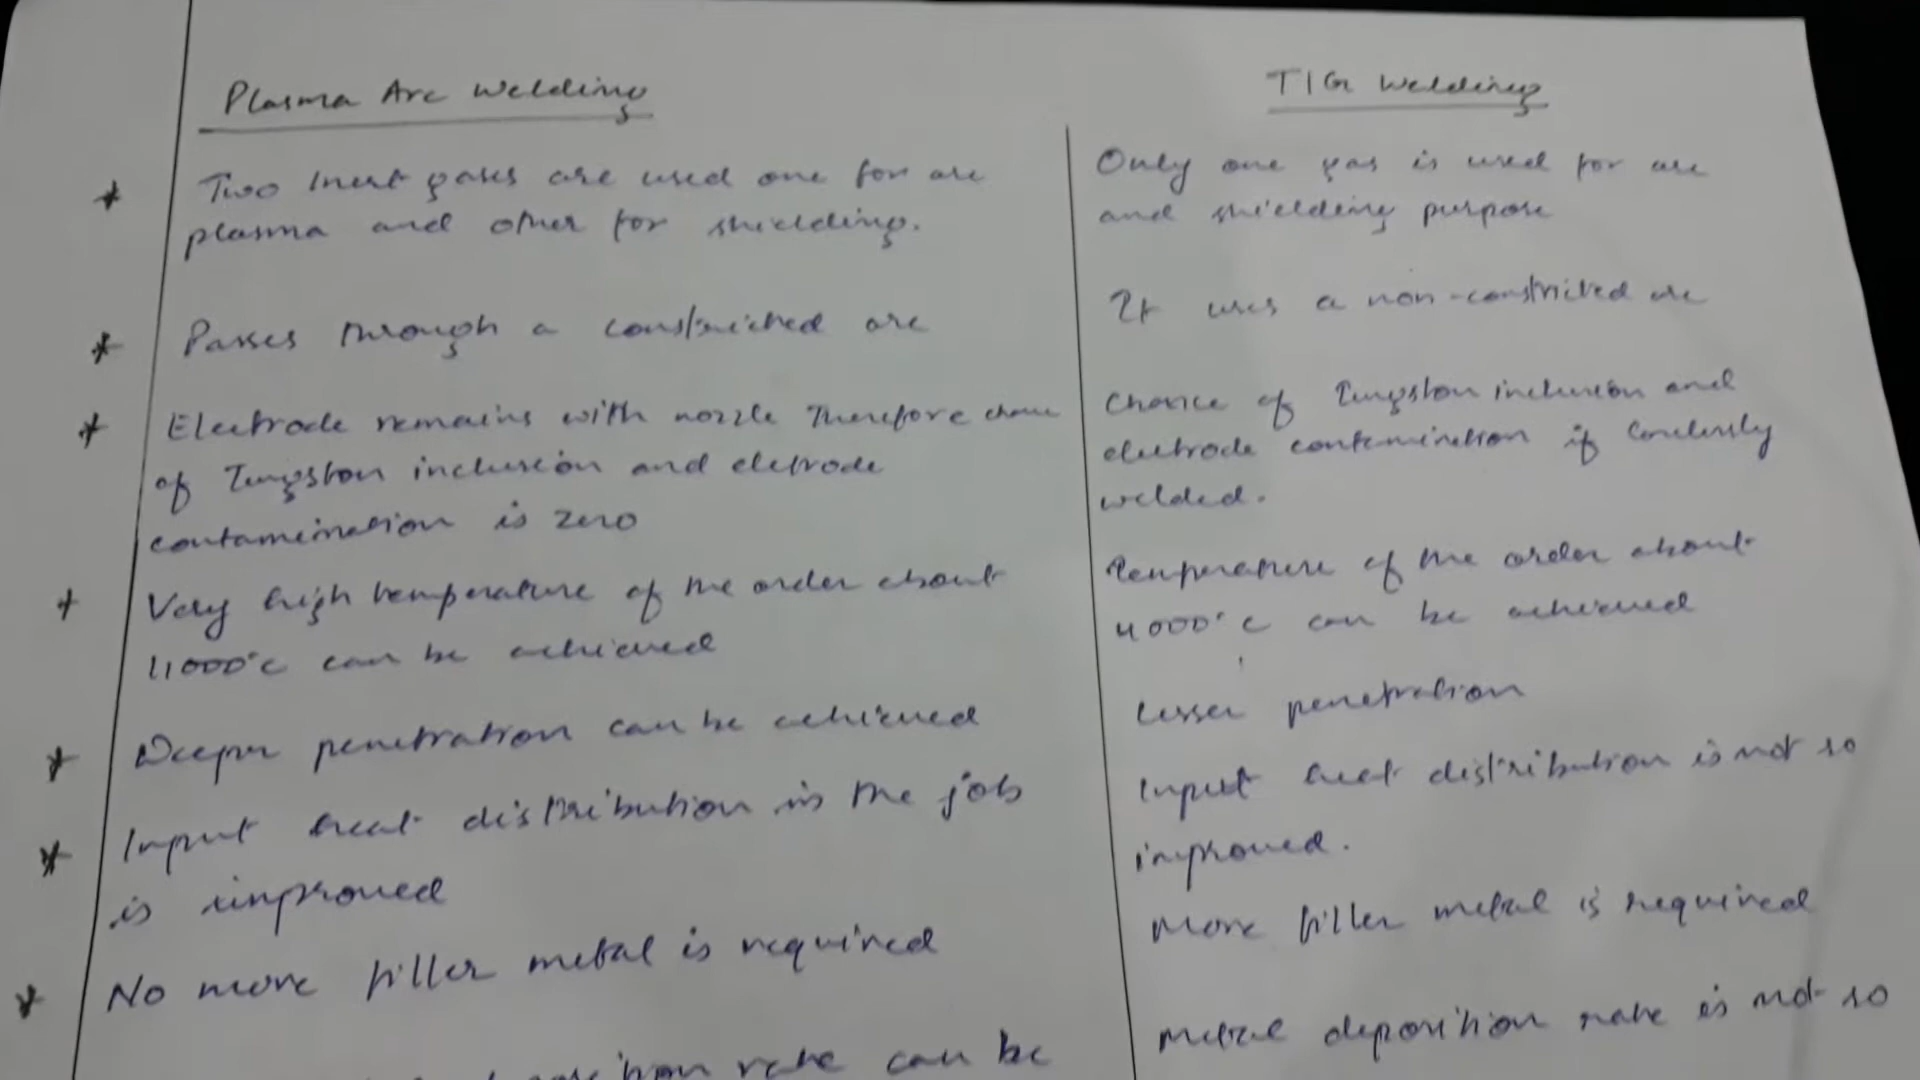 Plasma Arc Welding
* Two Inert gases are used one for arc
plasma and other for shielding.
* Passes through a constricted arc
* Electrode remains with nozzle Therefore chance
of Tungston inclusion and eletrode
contamination is zero
* Very high temperature of the order about
11000°c can be achieved
* Deeper penetration can be achieved
* Input heat distribution in the job
is improved
* No more filler metal is required
rate can be
TIG Welding
Only one gas is used for arc
and shielding purpose
It uses a non-constricted arc
Chance of Tungston inclusion and
electrode contamination if
welded.
Temperature of the order about
4000°c can be achieved
Lesser penetration
Input heat distribution is not so
improved.
More filler metal is required
Metal deposition rate is not so